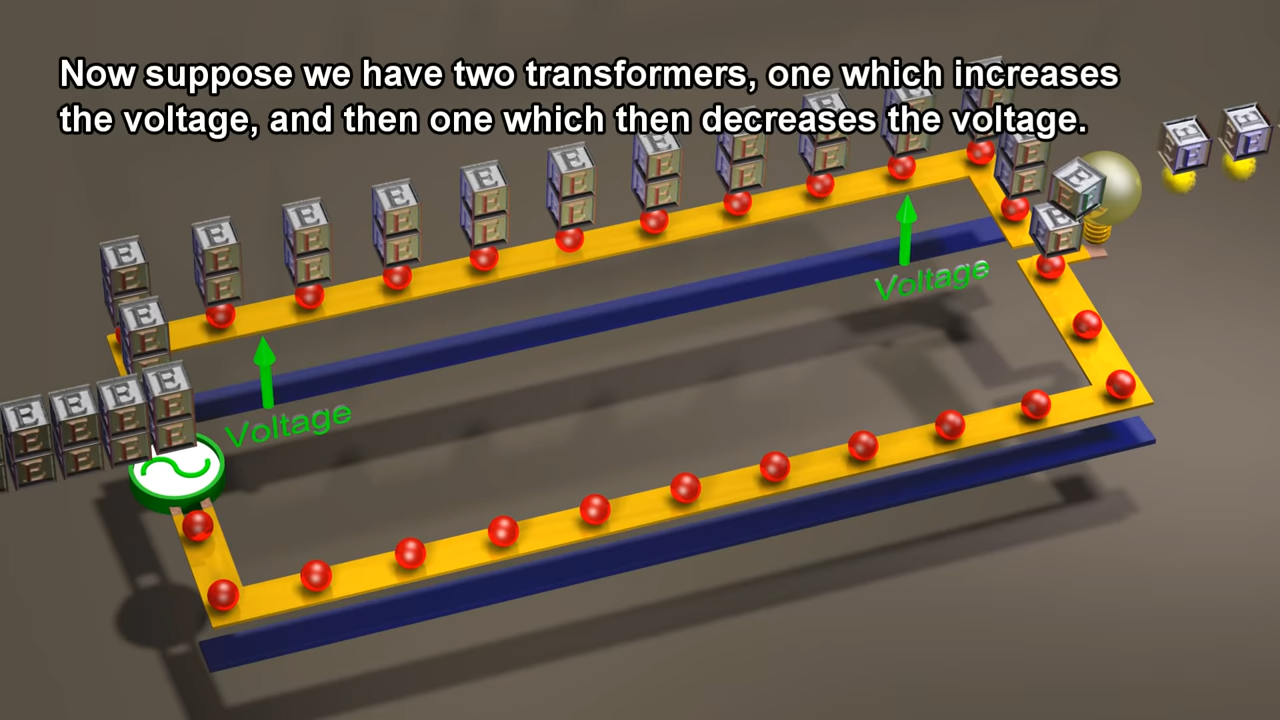 Now suppose we have two transformers, one which increases
the voltage, and then one which then decreases the voltage.
E E E E E E E E E E E E E E E E
Voltage
Voltage